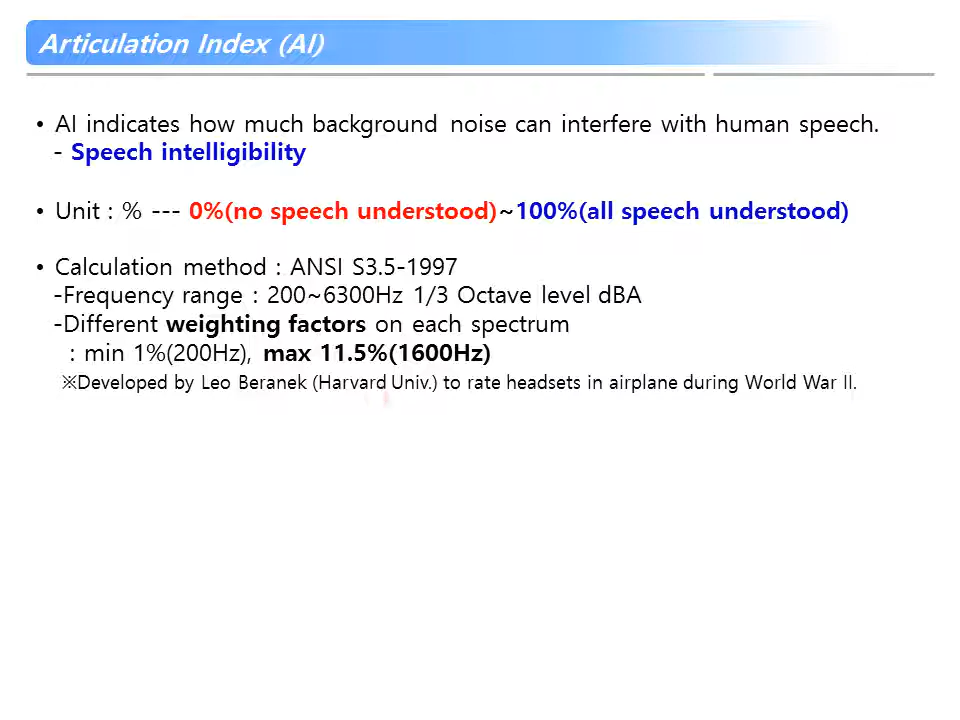 Articulation Index (AI)
• AI indicates how much background noise can interfere with human speech.
- Speech intelligibility
• Unit : % --- 0%(no speech understood)~100%(all speech understood)
• Calculation method : ANSI S3.5-1997
-Frequency range : 200~6300Hz 1/3 Octave level dBA
-Different weighting factors on each spectrum
: min 1%(200Hz), max 11.5%(1600Hz)
※Developed by Leo Beranek (Harvard Univ.) to rate headsets in airplane during World War II.